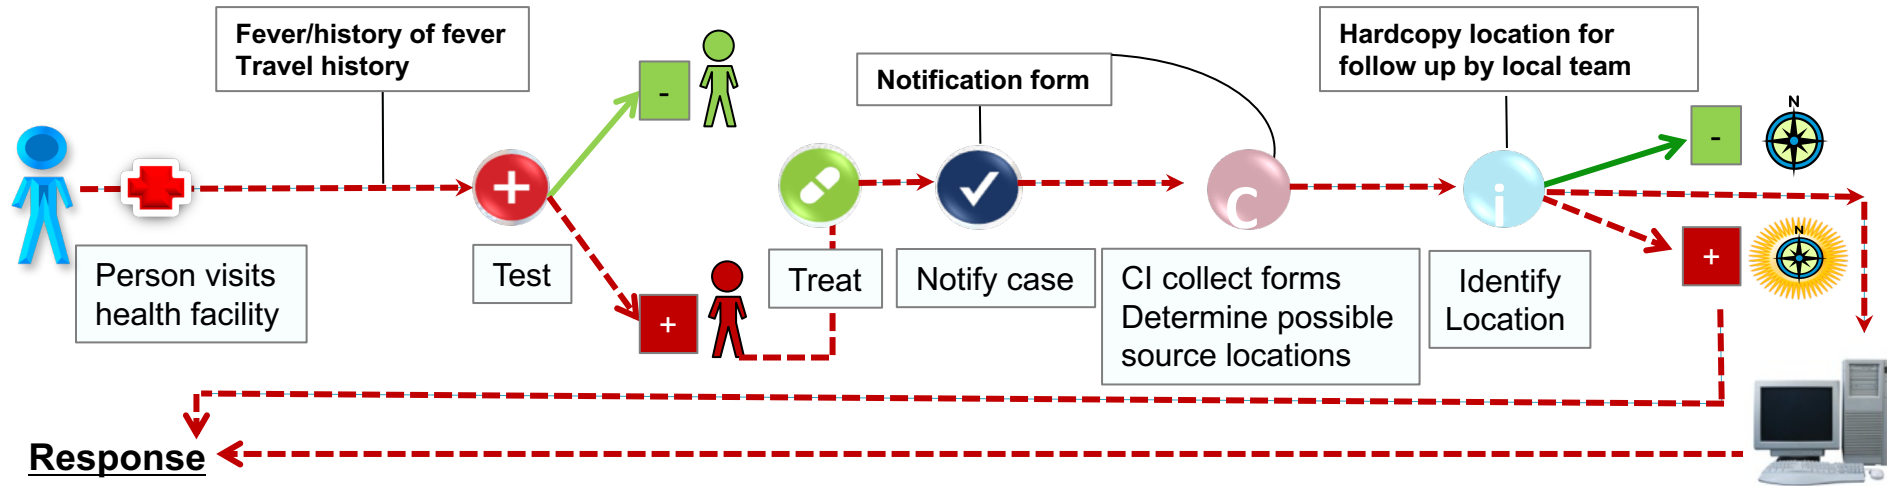 Fever/history of fever
Travel history
Notification form
Hardcopy location for
follow up by local team
-
-
N
C
i
+
+
N
Person visits
health facility
Test
Treat
Notify case
CI collect forms
Determine possible
source locations
Identify
Location
Response